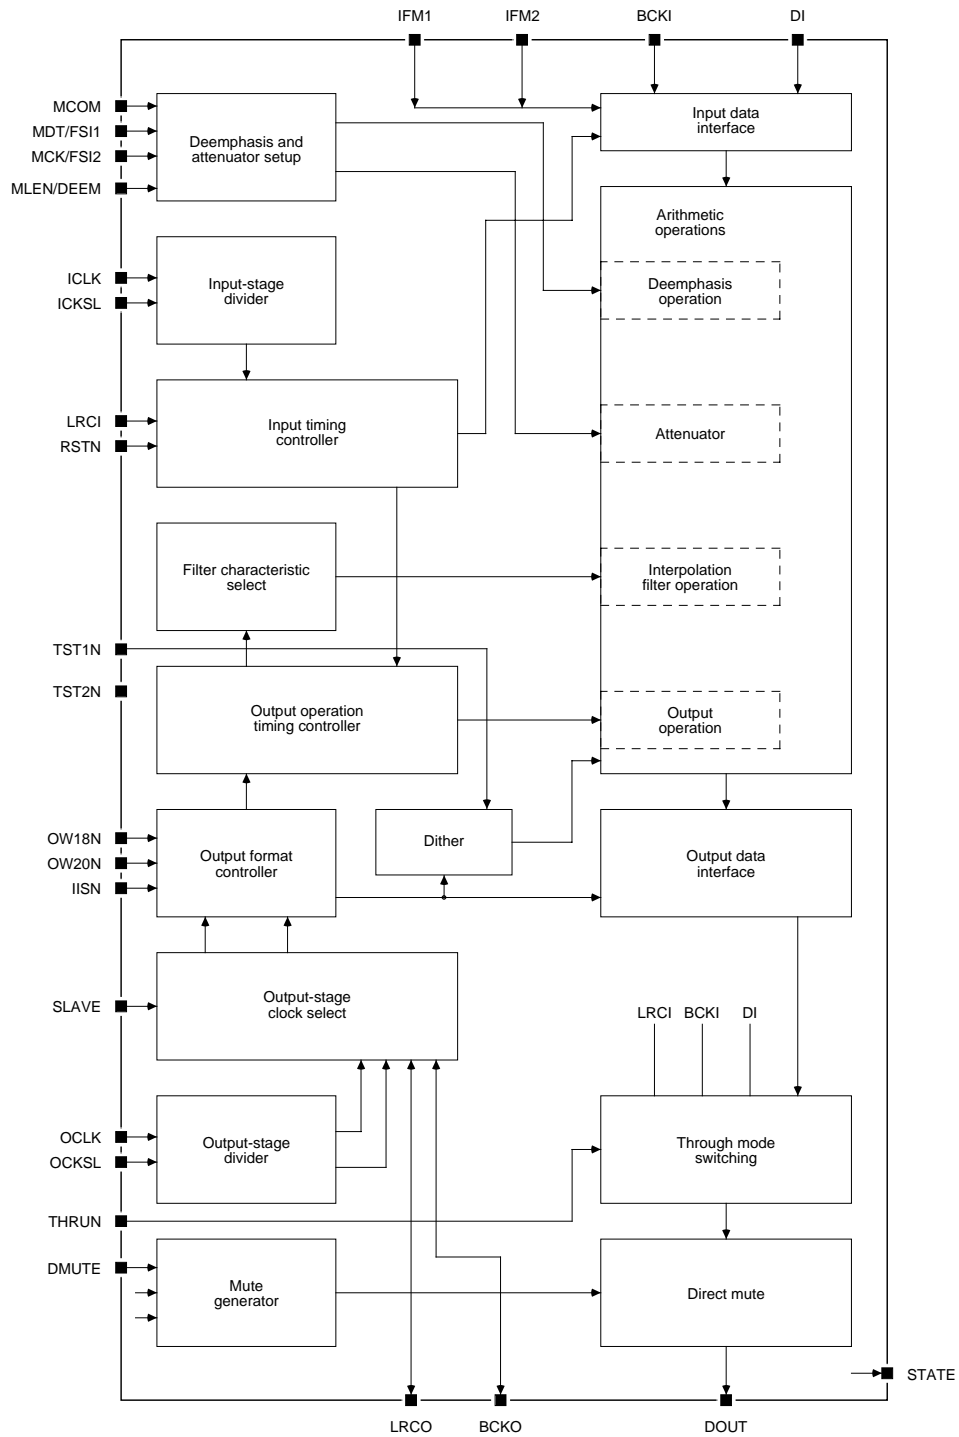 IFM1
IFM2
BCKI
DI
MCOM
MDT/FSI1
MCK/FSI2
MLEN/DEEM
Deemphasis and
attenuator setup
Input data
interface
Arithmetic
operations
ICLK
ICKSL
Input-stage
divider
Deemphasis
operation
LRCI
RSTN
Input timing
controller
Attenuator
Filter characteristic
select
Interpolation
filter operation
TST1N
TST2N
Output operation
timing controller
Output
operation
OW18N
OW20N
IISN
Output format
controller
Dither
Output data
interface
SLAVE
Output-stage
clock select
LRCI
BCKI
DI
OCLK
OCKSL
Output-stage
divider
Through mode
switching
THRUN
DMUTE
Mute
generator
Direct mute
STATE
LRCO
BCKO
DOUT